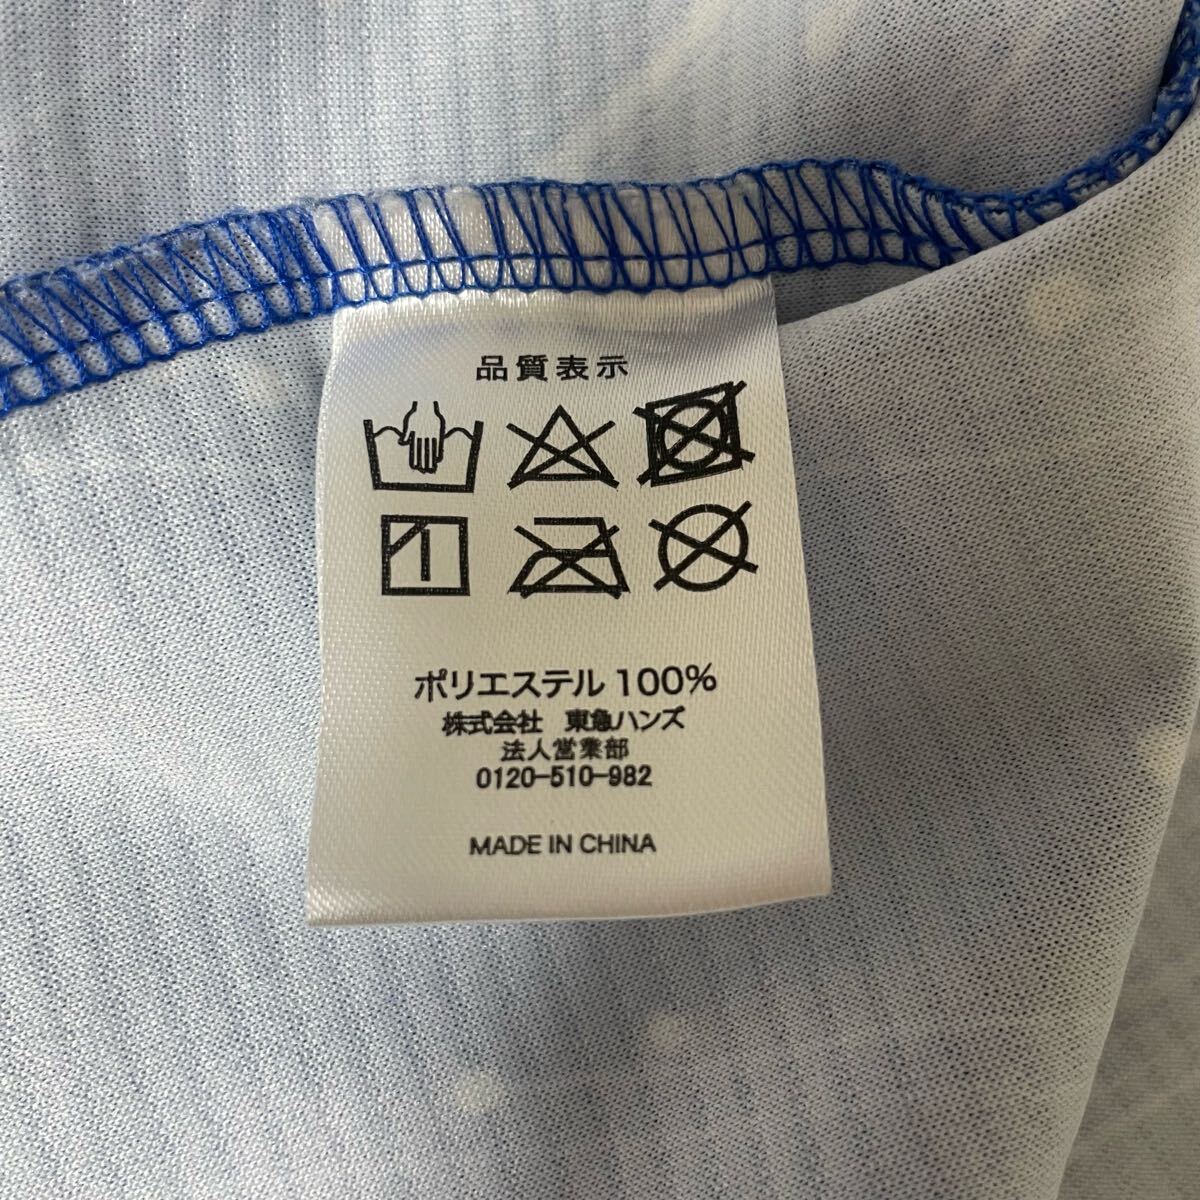 品質表示
ポリエステル 100%
株式会社 東急ハンズ
法人営業部
0120-510-982
MADE IN CHINA